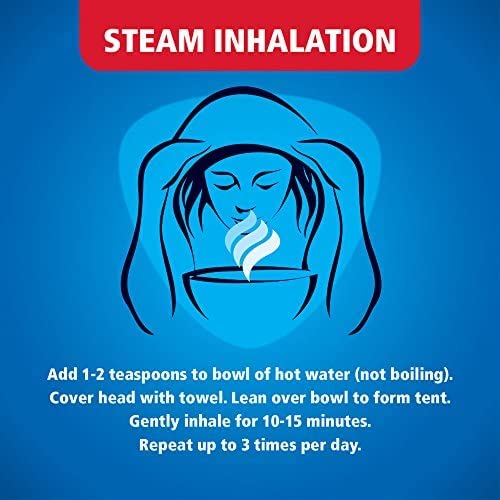 STEAM INHALATION
Add 1-2 teaspoons to bowl of hot water (not boiling).
Cover head with towel. Lean over bowl to form tent.
Gently inhale for 10-15 minutes.
Repeat up to 3 times per day.